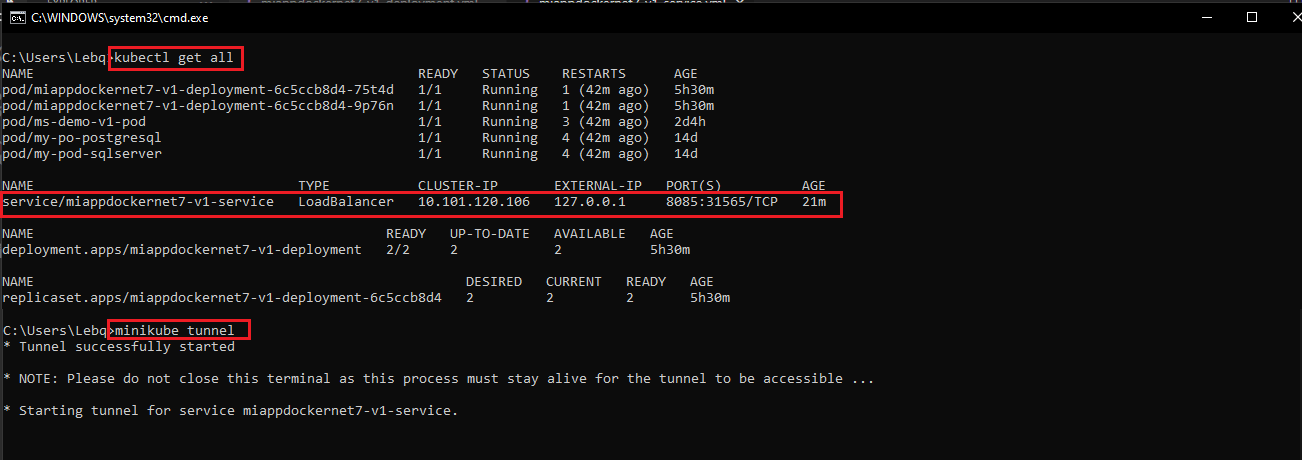 C:\WINDOWS\system32\cmd.exe
C:\Users\Lebq>kubectl get all
NAME READY STATUS RESTARTS AGE
pod/miappdockernet7-v1-deployment-6c5ccb8d4-75t4d 1/1 Running 1 (42m ago) 5h30m
pod/miappdockernet7-v1-deployment-6c5ccb8d4-9p76n 1/1 Running 1 (42m ago) 5h30m
pod/ms-demo-v1-pod 1/1 Running 3 (42m ago) 2d4h
pod/my-po-postgresql 1/1 Running 4 (42m ago) 14d
pod/my-pod-sqlserver 1/1 Running 4 (42m ago) 14d
NAME TYPE CLUSTER-IP EXTERNAL-IP PORT(S) AGE
service/miappdockernet7-v1-service LoadBalancer 10.101.120.106 127.0.0.1 8085:31565/TCP 21m
NAME READY UP-TO-DATE AVAILABLE AGE
deployment.apps/miappdockernet7-v1-deployment 2/2 2 2 5h30m
NAME DESIRED CURRENT READY AGE
replicaset.apps/miappdockernet7-v1-deployment-6c5ccb8d4 2 2 2 5h30m
C:\Users\Lebq>minikube tunnel
* Tunnel successfully started
* NOTE: Please do not close this terminal as this process must stay alive for the tunnel to be accessible ...
* Starting tunnel for service miappdockernet7-v1-service.